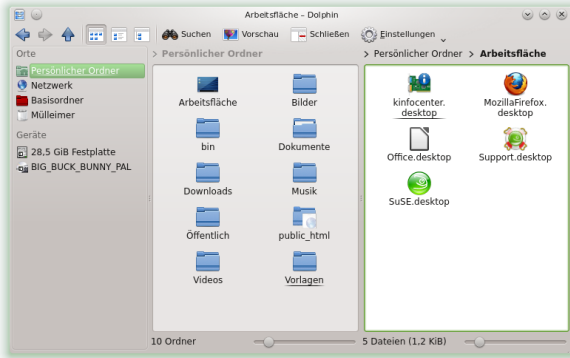 Arbeitsfläche – Dolphin
Suchen Vorschau Schließen Einstellungen
Orte
Persönlicher Ordner
Netzwerk
Basisordner
Mülleimer
Geräte
28,5 GiB Festplatte
BIG_BUCK_BUNNY_PAL
> Persönlicher Ordner
Arbeitsfläche Bilder
bin Dokumente
Downloads Musik
Öffentlich public_html
Videos Vorlagen
10 Ordner
> Persönlicher Ordner > Arbeitsfläche
kinfocenter. MozillaFirefox.
desktop desktop
Office.desktop Support.desktop
SuSE.desktop
5 Dateien (1,2 KiB)